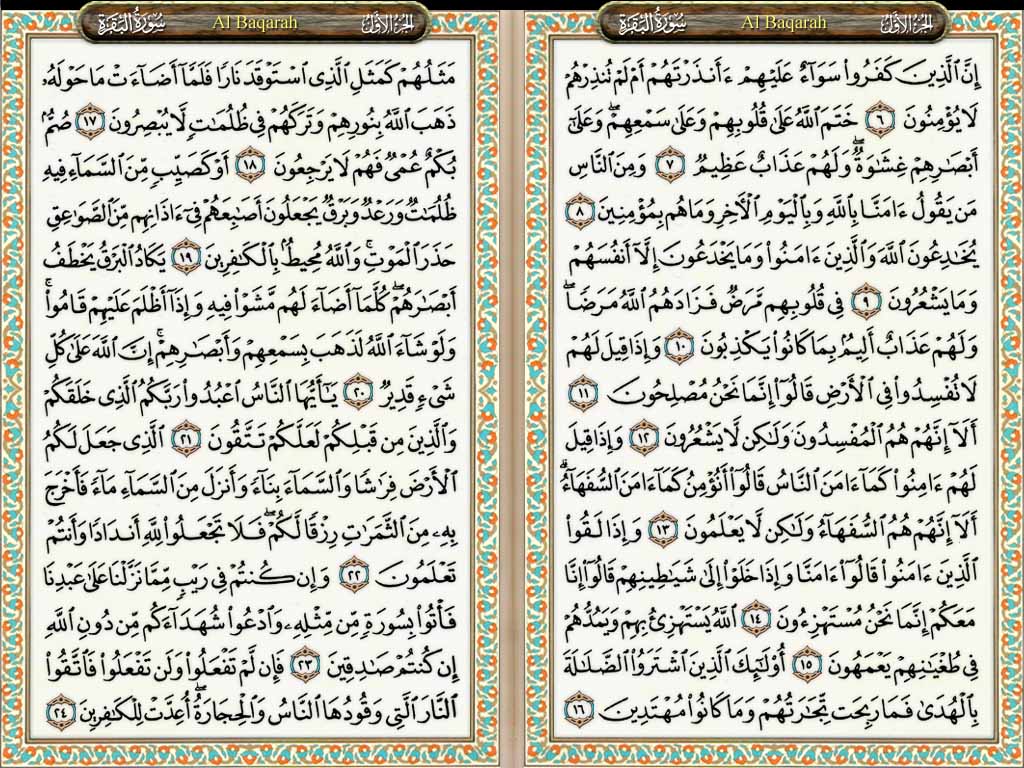 سُورَةُ البَقَرَةِ Al Baqarah الجُزْءُ الأَوَّلُ
إِنَّ ٱلَّذِينَ كَفَرُوا۟ سَوَآءٌ عَلَيْهِمْ ءَأَنذَرْتَهُمْ أَمْ لَمْ تُنذِرْهُمْ
لَا يُؤْمِنُونَ ٦ خَتَمَ ٱللَّهُ عَلَىٰ قُلُوبِهِمْ وَعَلَىٰ سَمْعِهِمْ ۖ وَعَلَىٰٓ
أَبْصَٰرِهِمْ غِشَٰوَةٌ ۖ وَلَهُمْ عَذَابٌ عَظِيمٌ ٧ وَمِنَ ٱلنَّاسِ
مَن يَقُولُ ءَامَنَّا بِٱللَّهِ وَبِٱلْيَوْمِ ٱلْأَخِرِ وَمَا هُم بِمُؤْمِنِينَ ٨
يُخَٰدِعُونَ ٱللَّهَ وَٱلَّذِينَ ءَامَنُوا۟ وَمَا يَخْدَعُونَ إِلَّآ أَنفُسَهُمْ
وَمَا يَشْعُرُونَ ٩ فِى قُلُوبِهِم مَّرَضٌ فَزَادَهُمُ ٱللَّهُ مَرَضًا ۖ
وَلَهُمْ عَذَابٌ أَلِيمٌۢ بِمَا كَانُوا۟ يَكْذِبُونَ ١٠ وَإِذَا قِيلَ لَهُمْ
لَا تُفْسِدُوا۟ فِى ٱلْأَرْضِ قَالُوٓا۟ إِنَّمَا نَحْنُ مُصْلِحُونَ ١١
أَلَآ إِنَّهُمْ هُمُ ٱلْمُفْسِدُونَ وَلَٰكِن لَّا يَشْعُرُونَ ١٢ وَإِذَا قِيلَ
لَهُمْ ءَامِنُوا۟ كَمَآ ءَامَنَ ٱلنَّاسُ قَالُوٓا۟ أَنُؤْمِنُ كَمَآ ءَامَنَ ٱلسُّفَهَآءُ ۗ
أَلَآ إِنَّهُمْ هُمُ ٱلسُّفَهَآءُ وَلَٰكِن لَّا يَعْلَمُونَ ١٣ وَإِذَا لَقُوا۟
ٱلَّذِينَ ءَامَنُوا۟ قَالُوٓا۟ ءَامَنَّا وَإِذَا خَلَوْا۟ إِلَىٰ شَيَٰطِينِهِمْ قَالُوٓا۟ إِنَّا
مَعَكُمْ إِنَّمَا نَحْنُ مُسْتَهْزِءُونَ ١٤ ٱللَّهُ يَسْتَهْزِئُ بِهِمْ وَيَمُدُّهُمْ
فِى طُغْيَٰنِهِمْ يَعْمَهُونَ ١٥ أُو۟لَٰٓئِكَ ٱلَّذِينَ ٱشْتَرَوُا۟ ٱلضَّلَٰلَةَ
بِٱلْهُدَىٰ فَمَا رَبِحَت تِّجَٰرَتُهُمْ وَمَا كَانُوا۟ مُهْتَدِينَ ١٦
سُورَةُ البَقَرَةِ Al Baqarah الجُزْءُ الأَوَّلُ
مَثَلُهُمْ كَمَثَلِ ٱلَّذِى ٱسْتَوْقَدَ نَارًا فَلَمَّآ أَضَآءَتْ مَا حَوْلَهُۥ
ذَهَبَ ٱللَّهُ بِنُورِهِمْ وَتَرَكَهُمْ فِى ظُلُمَٰتٍ لَّا يُبْصِرُونَ ١٧ صُمٌّۢ
بُكْمٌ عُمْىٌ فَهُمْ لَا يَرْجِعُونَ ١٨ أَوْ كَصَيِّبٍ مِّنَ ٱلسَّمَآءِ فِيهِ
ظُلُمَٰتٌ وَرَعْدٌ وَبَرْقٌ يَجْعَلُونَ أَصَٰبِعَهُمْ فِىٓ ءَاذَانِهِم مِّنَ ٱلصَّوَٰعِقِ
حَذَرَ ٱلْمَوْتِ ۚ وَٱللَّهُ مُحِيطٌۢ بِٱلْكَٰفِرِينَ ١٩ يَكَادُ ٱلْبَرْقُ يَخْطَفُ
أَبْصَٰرَهُمْ ۖ كُلَّمَآ أَضَآءَ لَهُم مَّشَوْا۟ فِيهِ وَإِذَآ أَظْلَمَ عَلَيْهِمْ قَامُوا۟ ۚ
وَلَوْ شَآءَ ٱللَّهُ لَذَهَبَ بِسَمْعِهِمْ وَأَبْصَٰرِهِمْ ۚ إِنَّ ٱللَّهَ عَلَىٰ كُلِّ
شَىْءٍ قَدِيرٌ ٢٠ يَٰٓأَيُّهَا ٱلنَّاسُ ٱعْبُدُوا۟ رَبَّكُمُ ٱلَّذِى خَلَقَكُمْ
وَٱلَّذِينَ مِن قَبْلِكُمْ لَعَلَّكُمْ تَتَّقُونَ ٢١ ٱلَّذِى جَعَلَ لَكُمُ
ٱلْأَرْضَ فِرَٰشًا وَٱلسَّمَآءَ بِنَآءً وَأَنزَلَ مِنَ ٱلسَّمَآءِ مَآءً فَأَخْرَجَ
بِهِۦ مِنَ ٱلثَّمَرَٰتِ رِزْقًا لَّكُمْ ۖ فَلَا تَجْعَلُوا۟ لِلَّهِ أَندَادًا وَأَنتُمْ
تَعْلَمُونَ ٢٢ وَإِن كُنتُمْ فِى رَيْبٍ مِّمَّا نَزَّلْنَا عَلَىٰ عَبْدِنَا
فَأْتُوا۟ بِسُورَةٍ مِّن مِّثْلِهِۦ وَٱدْعُوا۟ شُهَدَآءَكُم مِّن دُونِ ٱللَّهِ
إِن كُنتُمْ صَٰدِقِينَ ٢٣ فَإِن لَّمْ تَفْعَلُوا۟ وَلَن تَفْعَلُوا۟ فَٱتَّقُوا۟
ٱلنَّارَ ٱلَّتِى وَقُودُهَا ٱلنَّاسُ وَٱلْحِجَارَةُ ۖ أُعِدَّتْ لِلْكَٰفِرِينَ ٢٤